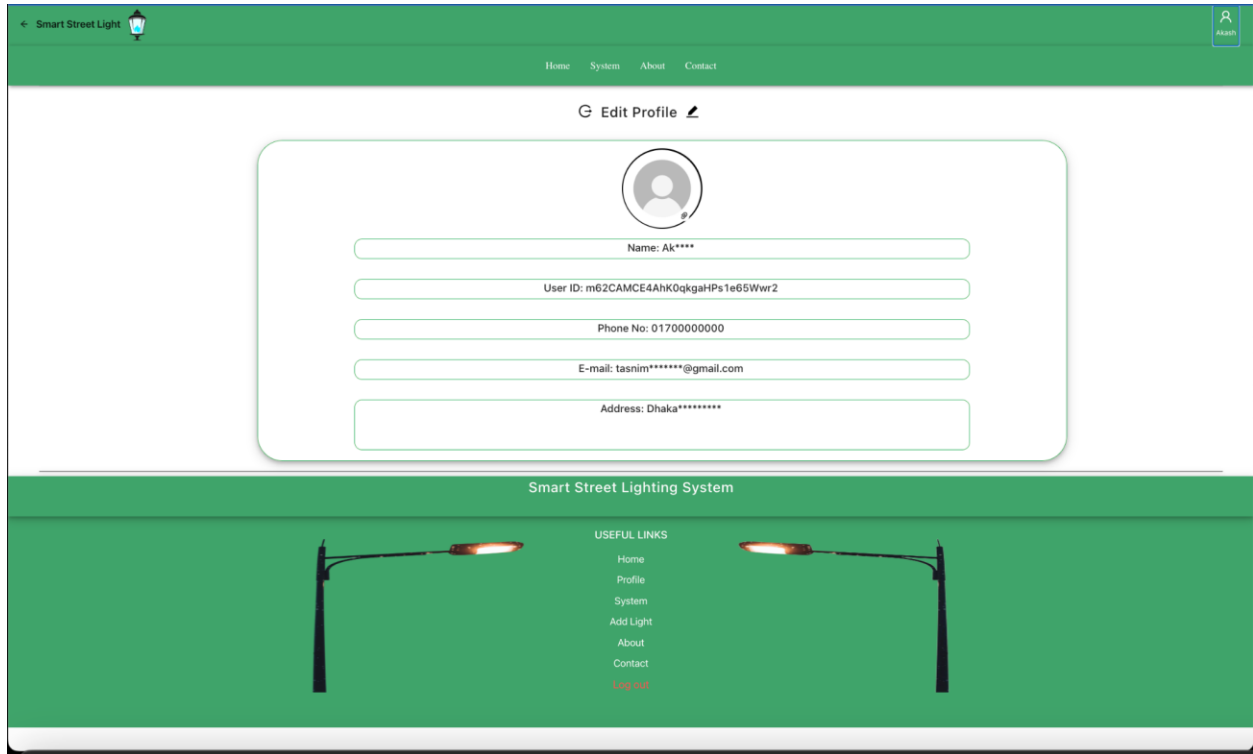 ← Smart Street Light
Akash
Home System About Contact
Edit Profile
Name: Ak****
User ID: m62CAMCE4AhK0qkgaHPs1e65Wwr2
Phone No: 01700000000
E-mail: tasnim*******@gmail.com
Address: Dhaka*********
Smart Street Lighting System
USEFUL LINKS
Home
Profile
System
Add Light
About
Contact
Log out